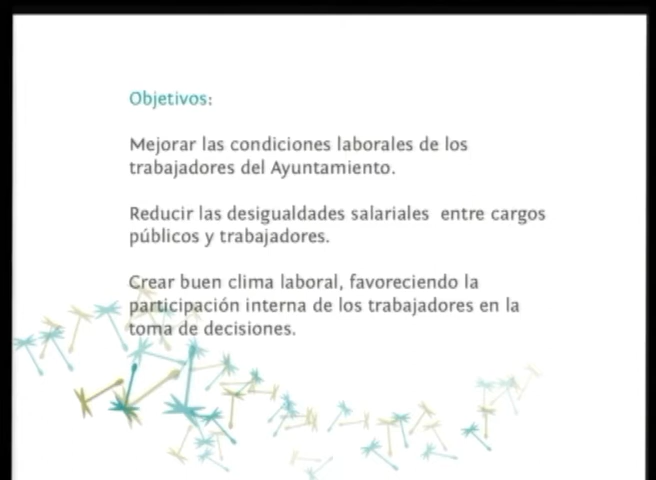 Objetivos:
Mejorar las condiciones laborales de los
trabajadores del Ayuntamiento.
Reducir las desigualdades salariales entre cargos
públicos y trabajadores.
Crear buen clima laboral, favoreciendo la
participación interna de los trabajadores en la
toma de decisiones.